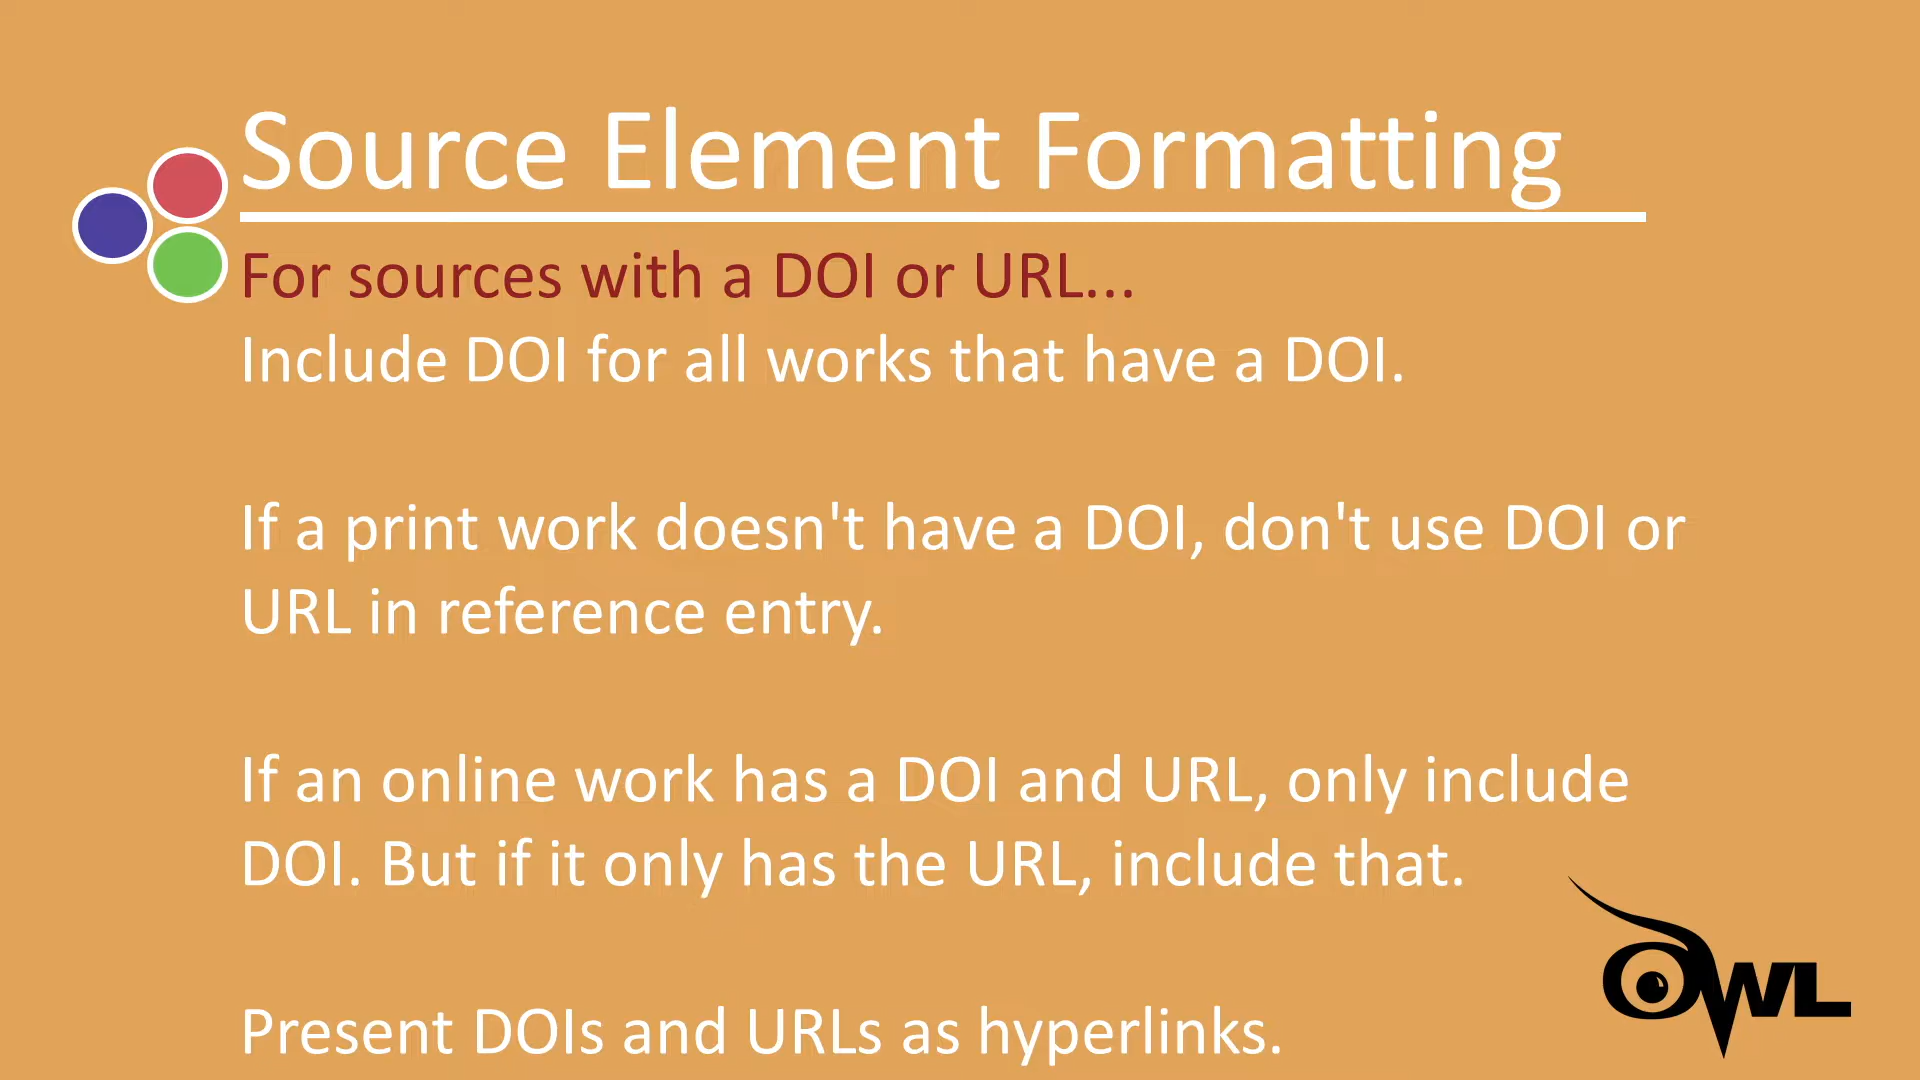 Source Element Formatting
For sources with a DOI or URL...
Include DOI for all works that have a DOI.
If a print work doesn't have a DOI, don't use DOI or
URL in reference entry.
If an online work has a DOI and URL, only include
DOI. But if it only has the URL, include that.
Present DOIs and URLs as hyperlinks.
OWL